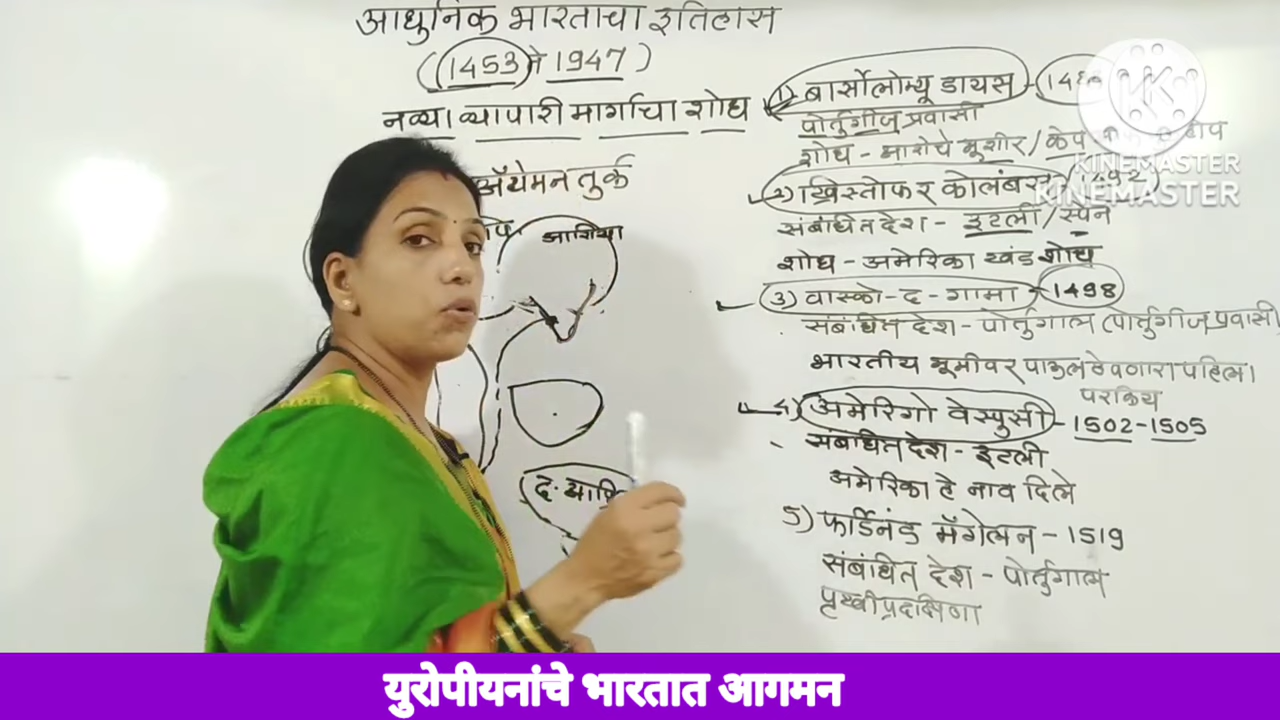 आधुनिक भारताचा इतिहास
(1453 ते 1947)
नव्या व्यापारी मार्गाचा शोध
ऑयेमन तुर्क
आशिया
द. आफ्रि
1) बार्सोलोम्यू डायस -
पोर्तुगीज प्रवासी
शोध - भारोचे भूशीर / केप
KINEMASTER
KINEMASTER
2) ख्रिस्तोफर कोलंबस - 1492
संबंधित देश - इटली / स्पेन
शोध - अमेरिका खंड शोध
3) वास्को - द - गामा - 1498
संबंधित देश - पोर्तुगाल (पोर्तुगीज प्रवासी)
भारतीय भूमीवर पाऊल ठेवणारा पहिला
परकिय
4) अमेरिगो वेस्पुसी - 1502 - 1505
संबंधित देश - इटली
अमेरिका हे नाव दिले
5) फर्डिनंड मॅगेलन - 1519
संबंधित देश - पोर्तुगाल
पृथ्वीप्रदक्षिणा
युरोपीयनांचे भारतात आगमन